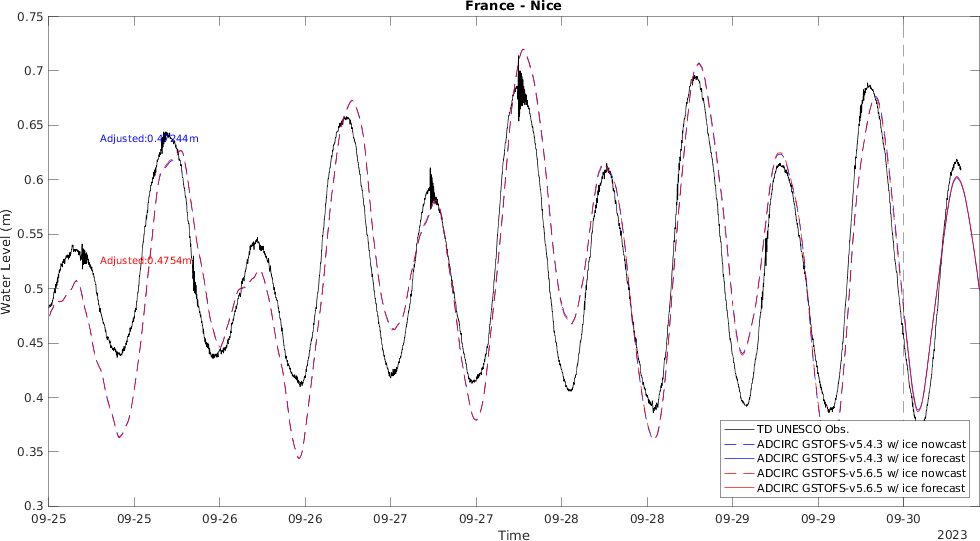 France - Nice
0.75
0.7
0.65
0.6
0.55
0.5
0.45
0.4
0.35
0.3
Water Level (m)
Adjusted:0.4754m
TD UNESCO Obs.
ADCIRC GSTOFS-v5.4.3 w/ ice nowcast
ADCIRC GSTOFS-v5.4.3 w/ ice forecast
ADCIRC GSTOFS-v5.6.5 w/ ice nowcast
ADCIRC GSTOFS-v5.6.5 w/ ice forecast
09-25 09-25 09-26 09-26 09-27 09-27 09-28 09-28 09-29 09-29 09-30
Time
2023